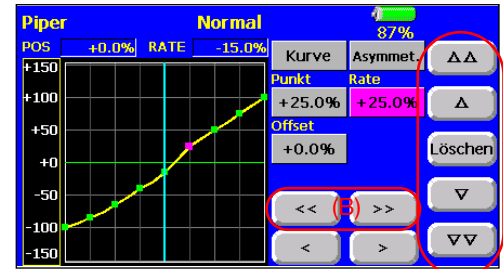 Piper Normal 87%
POS +0.0% RATE -15.0%
Kurve Asymmet. △△
Punkt Rate
+25.0% +25.0% △
Offset
+0.0% Löschen
<< (B) >> ▽
< > ▽▽
+150
+100
+50
+0
-50
-100
-150